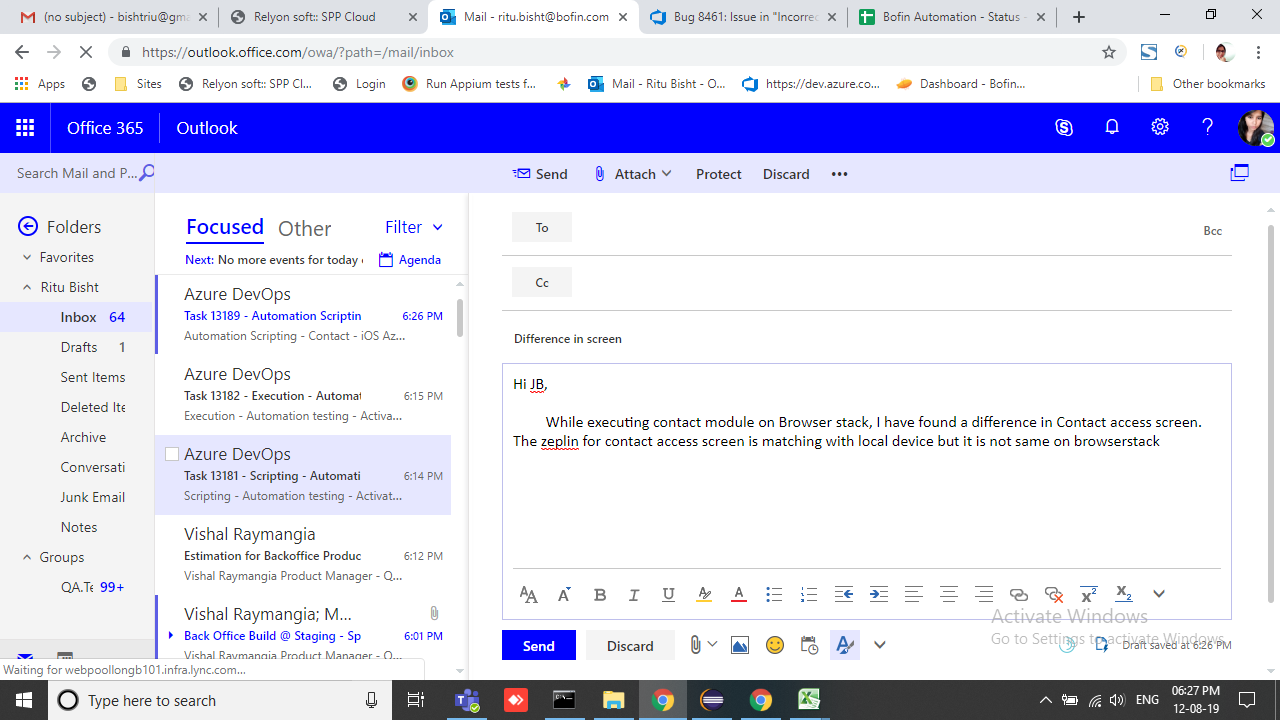 (no subject) - bishtriu@gma
Relyon soft:: SPP Cloud
Mail - ritu.bisht@bofin.com
Bug 8461: Issue in "Incorrec
Bofin Automation - Status -
https://outlook.office.com/owa/?path=/mail/inbox
Apps
Sites
Relyon soft:: SPP Cl...
Login
Run Appium tests f...
Mail - Ritu Bisht - O...
https://dev.azure.co...
Dashboard - Bofin...
Other bookmarks
Office 365
Outlook
?
Search Mail and P...
Send
Attach
Protect
Discard
•••
Folders
Favorites
Ritu Bisht
Inbox 64
Drafts 1
Sent Items
Deleted Ite
Archive
Conversati
Junk Email
Notes
Groups
QA.Te 99+
Focused
Other
Filter
Next: No more events for today
Agenda
Azure DevOps
Task 13189 - Automation Scriptin 6:26 PM
Automation Scripting - Contact - iOS Az...
Azure DevOps
Task 13182 - Execution - Automat 6:15 PM
Execution - Automation testing - Activa...
Azure DevOps
Task 13181 - Scripting - Automati 6:14 PM
Scripting - Automation testing - Activat...
Vishal Raymangia
Estimation for Backoffice Produc 6:12 PM
Vishal Raymangia Product Manager - Q...
Vishal Raymangia; M...
Back Office Build @ Staging - Sp 6:01 PM
Vishal Raymangia Product Manager - Q...
To
Bcc
Cc
Difference in screen
Hi JB,
While executing contact module on Browser stack, I have found a difference in Contact access screen.
The zeplin for contact access screen is matching with local device but it is not same on browserstack
Activate Windows
Go to Settings to activate Windows.
Send
Discard
Draft saved at 6:26 PM
Waiting for webpoollongb101.infra.lync.com...
Type here to search
ENG
06:27 PM
12-08-19